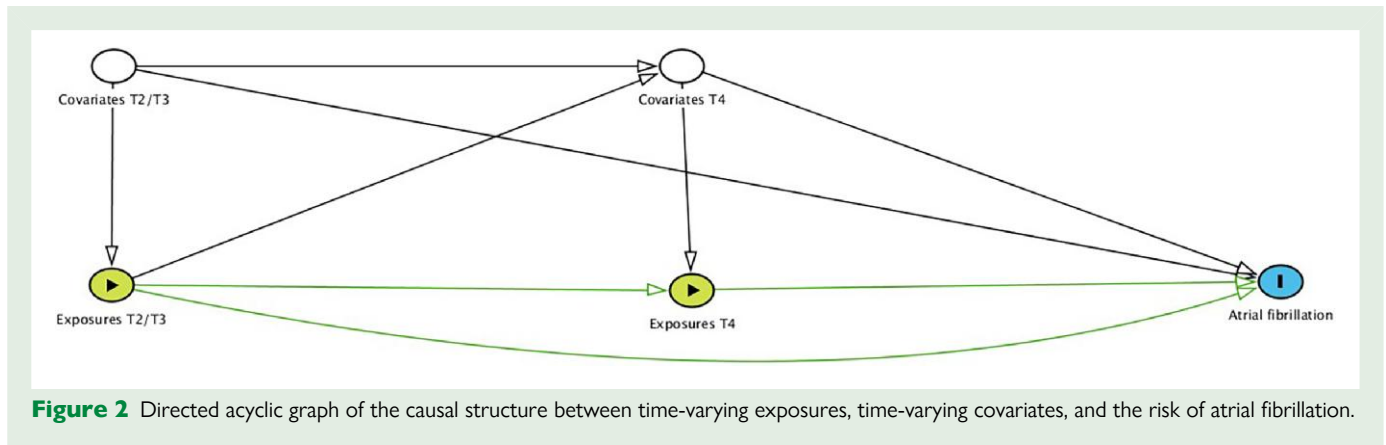 Covariates T2/T3
Covariates T4
Exposures T2/T3
Exposures T4
Atrial fibrillation
Figure 2 Directed acyclic graph of the causal structure between time-varying exposures, time-varying covariates, and the risk of atrial fibrillation.